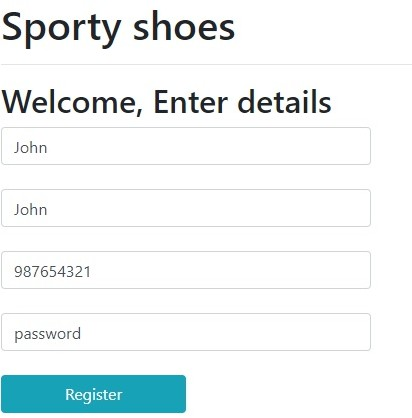 Sporty shoes
Welcome, Enter details
John
John
987654321
password
Register